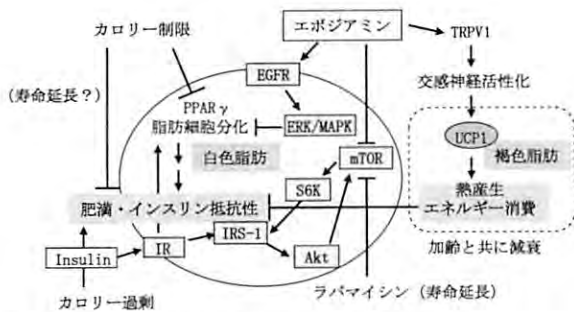 カロリー制限
エボジアミン
TRPV1
(寿命延長？)
EGFR
交感神経活性化
PPARγ
脂肪細胞分化
ERK/MAPK
UCP1
白色脂肪
mTOR
褐色脂肪
S6K
熱産生
肥満・インスリン抵抗性
エネルギー消費
IR
IRS-1
Insulin
Akt
加齢と共に減衰
カロリー過剰
ラパマイシン (寿命延長)